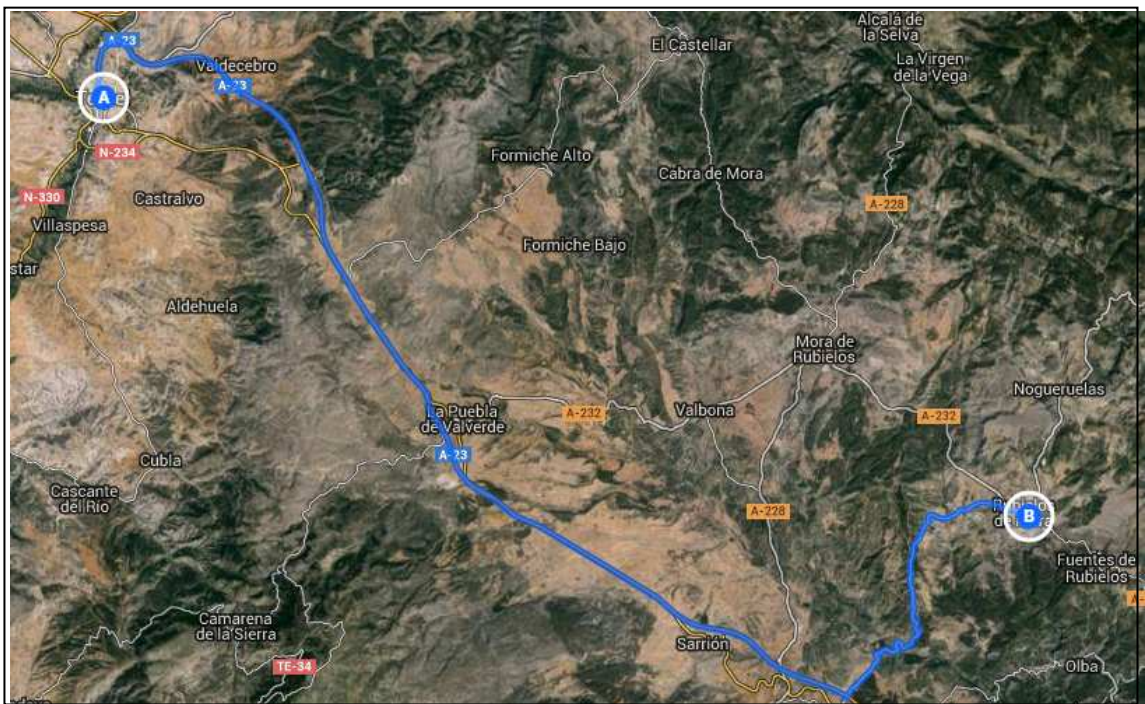 A-23
Valdecebro
A-23
A
N-234
N-330
Castralvo
Villaspesa
star
Aldehuela
El Castellar
Alcalá de
la Selva
La Virgen
de la Vega
Formiche Alto
Cabra de Mora
A-228
Formiche Bajo
Mora de
Rubielos
Nogueruelas
La Puebla
de Valverde
A-232
Valbona
A-232
A-23
Cubla
Cascante
del Río
A-228
B
Fuentes de
Rubielos
Camarena
de la Sierra
TE-34
Sarrión
Olba